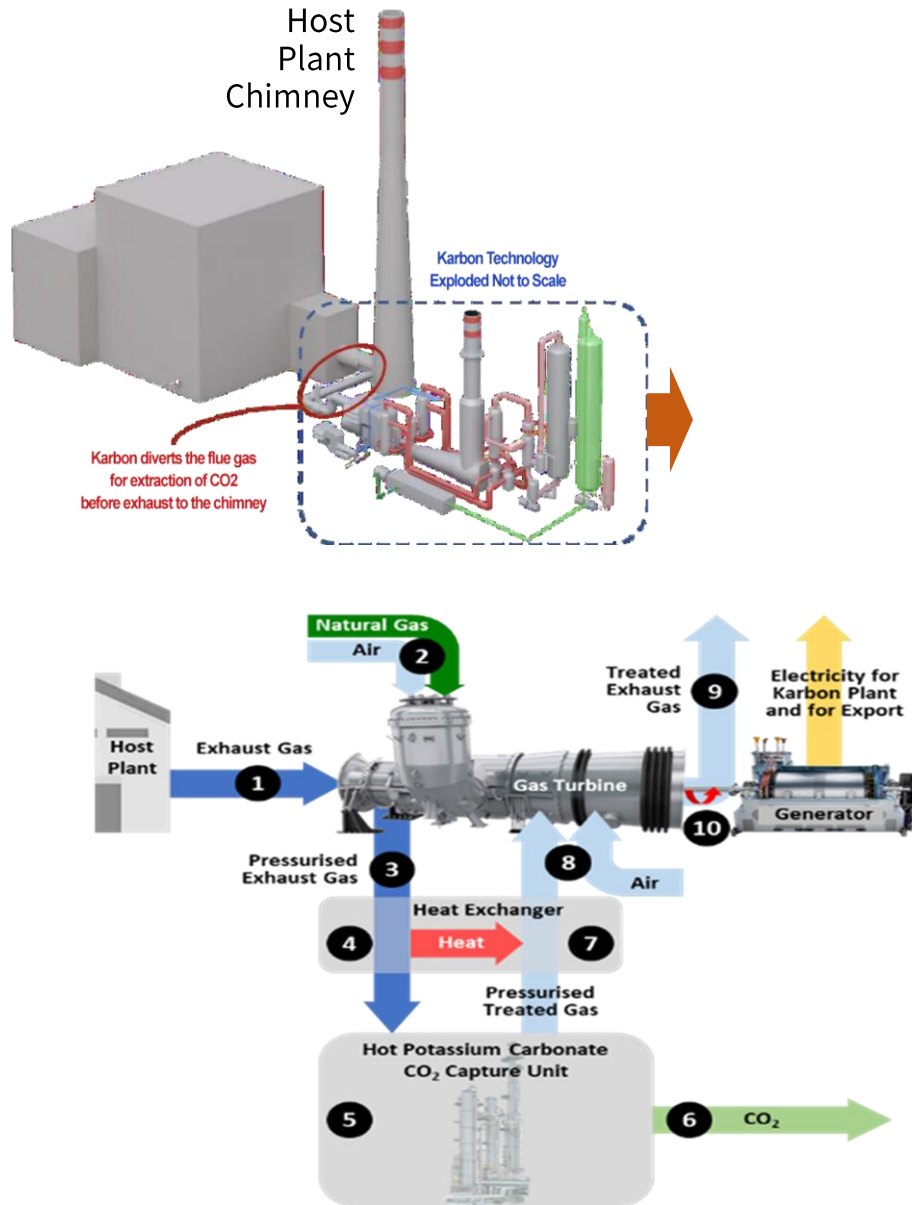 Host
Plant
Chimney
Karbon Technology
Exploded Not to Scale
Karbon diverts the flue gas
for extraction of CO2
before exhaust to the chimney
Natural Gas
Air
2
Treated
Exhaust
Gas
9
Electricity for
Karbon Plant
and for Export
Host
Plant
Exhaust Gas
1
Gas Turbine
Generator
10
Pressurised
Exhaust Gas
3
8
Air
Heat Exchanger
4
Heat
7
Pressurised
Treated Gas
Hot Potassium Carbonate
CO₂ Capture Unit
5
6
CO₂